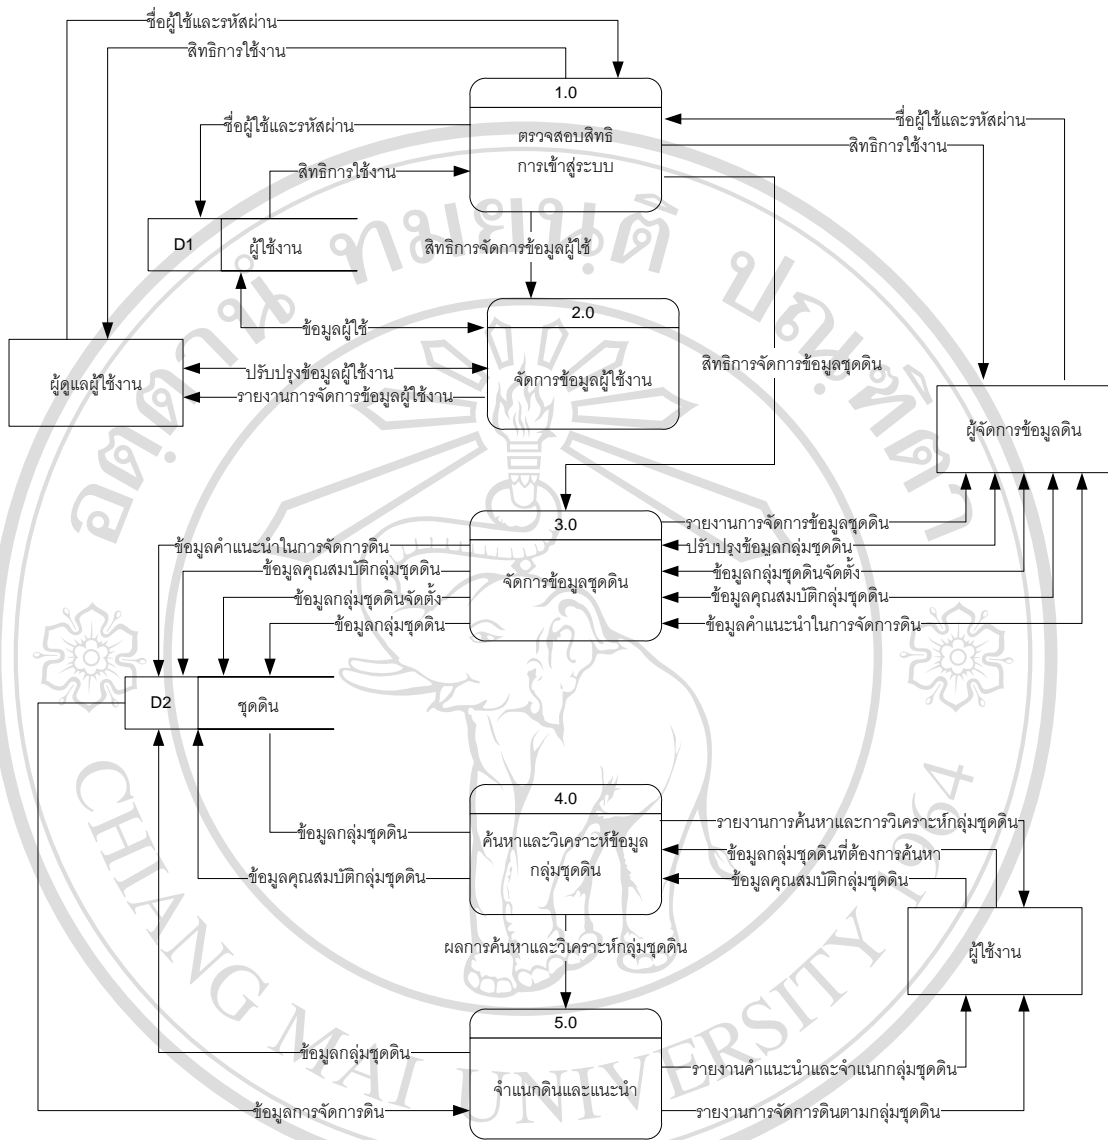 ชื่อผู้ใช้และรหัสผ่าน
สิทธิการใช้งาน
1.0
ตรวจสอบสิทธิ
การเข้าสู่ระบบ
ชื่อผู้ใช้และรหัสผ่าน
ชื่อผู้ใช้และรหัสผ่าน
สิทธิการใช้งาน
สิทธิการใช้งาน
D1
ผู้ใช้งาน
สิทธิการจัดการข้อมูลผู้ใช้
2.0
จัดการข้อมูลผู้ใช้งาน
ข้อมูลผู้ใช้
สิทธิการจัดการข้อมูลชุดดิน
ผู้ดูแลผู้ใช้งาน
ปรับปรุงข้อมูลผู้ใช้งาน
รายงานการจัดการข้อมูลผู้ใช้งาน
ผู้จัดการข้อมูลดิน
3.0
จัดการข้อมูลชุดดิน
รายงานการจัดการข้อมูลชุดดิน
ปรับปรุงข้อมูลกลุ่มชุดดิน
ข้อมูลกลุ่มชุดดินจัดตั้ง
ข้อมูลคุณสมบัติกลุ่มชุดดิน
ข้อมูลคำแนะนำในการจัดการดิน
ข้อมูลคำแนะนำในการจัดการดิน
ข้อมูลคุณสมบัติกลุ่มชุดดิน
ข้อมูลกลุ่มชุดดินจัดตั้ง
ข้อมูลกลุ่มชุดดิน
D2
ชุดดิน
4.0
ค้นหาและวิเคราะห์ข้อมูล
กลุ่มชุดดิน
ข้อมูลกลุ่มชุดดิน
ข้อมูลคุณสมบัติกลุ่มชุดดิน
รายงานการค้นหาและการวิเคราะห์กลุ่มชุดดิน
ข้อมูลกลุ่มชุดดินที่ต้องการค้นหา
ข้อมูลคุณสมบัติกลุ่มชุดดิน
ผลการค้นหาและวิเคราะห์กลุ่มชุดดิน
ผู้ใช้งาน
5.0
จำแนกดินและแนะนำ
ข้อมูลกลุ่มชุดดิน
ข้อมูลการจัดการดิน
รายงานคำแนะนำและจำแนกกลุ่มชุดดิน
รายงานการจัดการดินตามกลุ่มชุดดิน
CHIANG MAI UNIVERSITY 1964